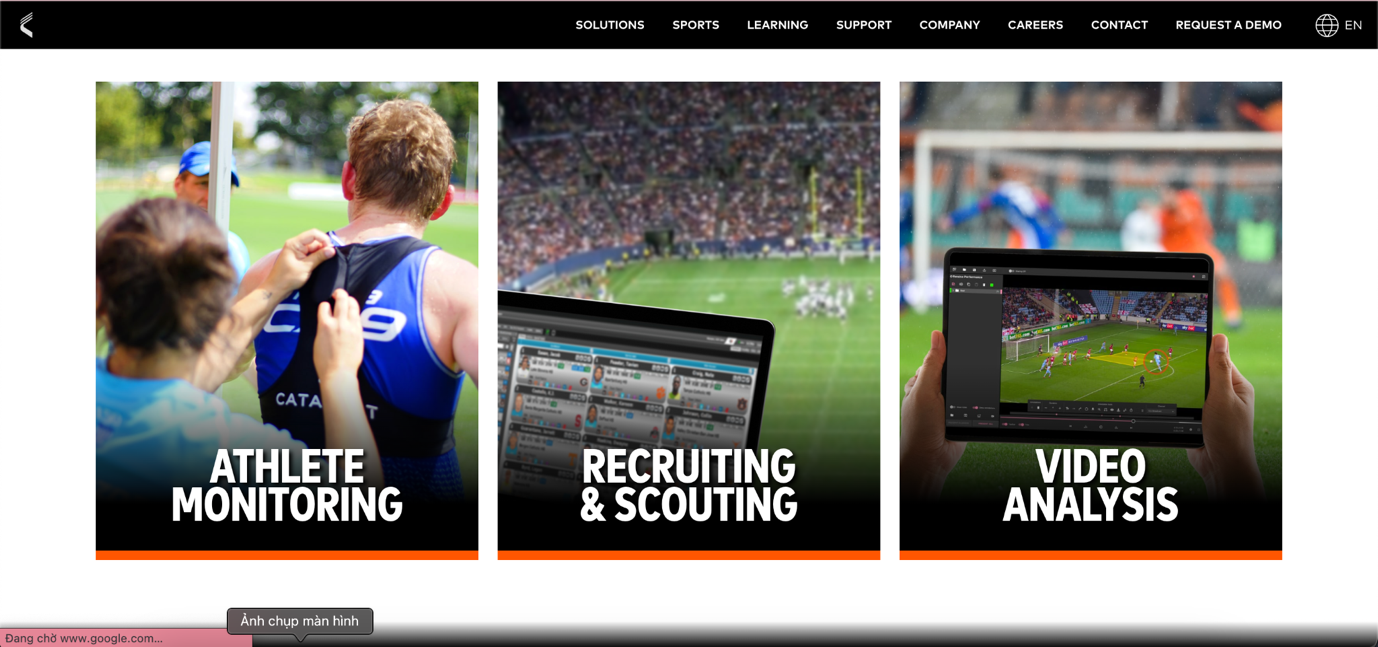 SOLUTIONS
SPORTS
LEARNING
SUPPORT
COMPANY
CAREERS
CONTACT
REQUEST A DEMO
EN
CATA
ATHLETE
MONITORING
RECRUITING
& SCOUTING
VIDEO
ANALYSIS
Ảnh chụp màn hình
Đang chờ www.google.com...